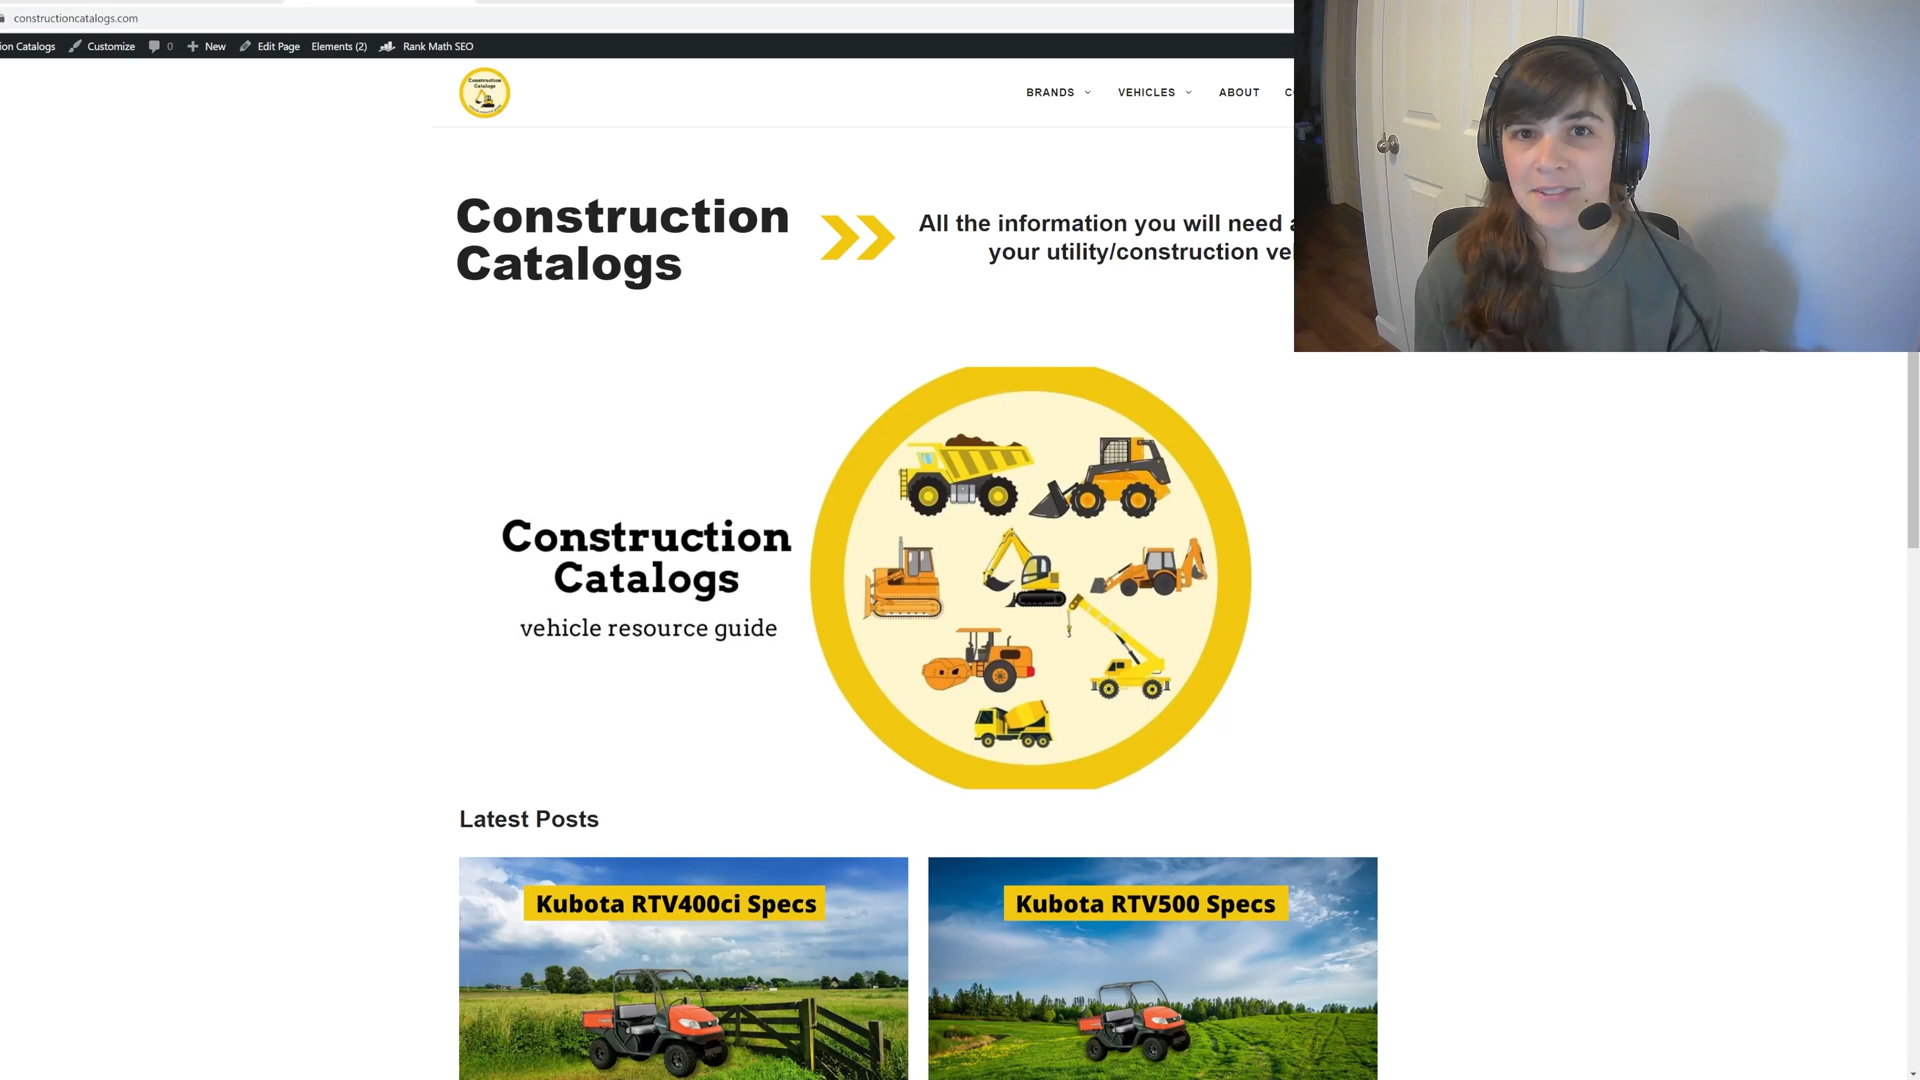 constructioncatalogs.com
ion Catalogs Customize 0 New Edit Page Elements (2) Rank Math SEO
Construction
Catalogs
BRANDS VEHICLES ABOUT C
Construction
Catalogs
All the information you will need
your utility/construction ve
Construction
Catalogs
vehicle resource guide
Latest Posts
Kubota RTV400ci Specs
Kubota RTV500 Specs